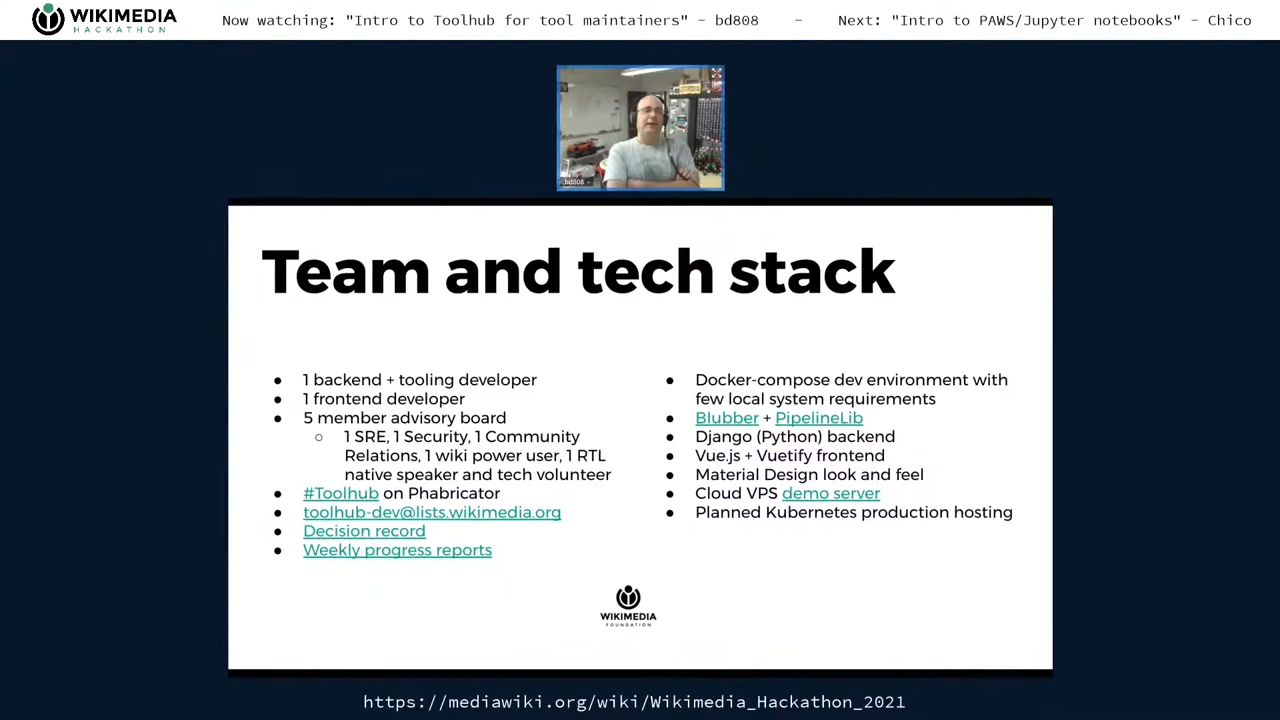 WIKIMEDIA
HACKATHON
Now watching: "Intro to Toolhub for tool maintainers" - bd808 - Next: "Intro to PAWS/Jupyter notebooks" - Chico
bd808
Team and tech stack
● 1 backend + tooling developer
● 1 frontend developer
● 5 member advisory board
○ 1 SRE, 1 Security, 1 Community
Relations, 1 wiki power user, 1 RTL
native speaker and tech volunteer
● #Toolhub on Phabricator
● toolhub-dev@lists.wikimedia.org
● Decision record
● Weekly progress reports
● Docker-compose dev environment with
few local system requirements
● Blubber + PipelineLib
● Django (Python) backend
● Vue.js + Vuetify frontend
● Material Design look and feel
● Cloud VPS demo server
● Planned Kubernetes production hosting
WIKIMEDIA
FOUNDATION
https://mediawiki.org/wiki/Wikimedia_Hackathon_2021